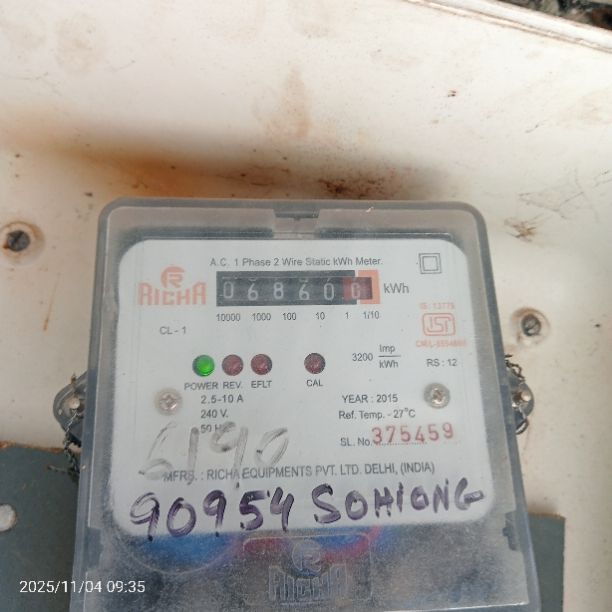 A.C. 1 Phase 2 Wire Static kWh Meter.
RICHA
068600 kWh
10000 1000 100 10 1 1/10
IS : 13779
ISI
CL - 1
3200 Imp/kWh
RS : 12
POWER REV. EFLT CAL
2.5-10 A
YEAR : 2015
240 V.
Ref. Temp. - 27°C
50 Hz
SL. No. 375459
5190
MFRS. : RICHA EQUIPMENTS PVT. LTD. DELHI, (INDIA)
90954 SOHIONG
RICHA
2025/11/04 09:35